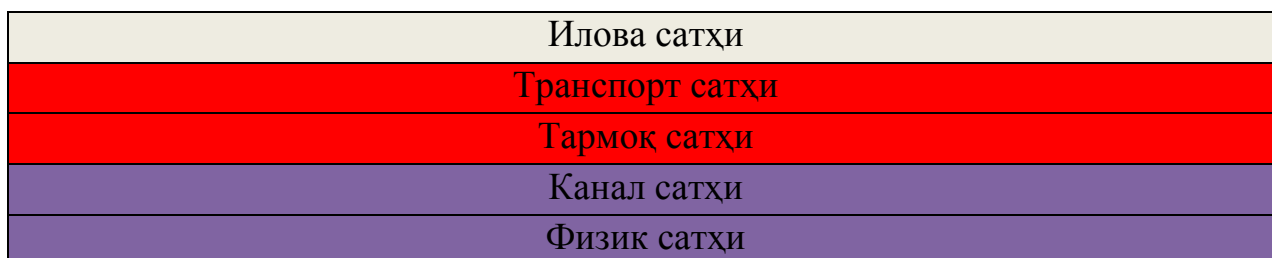 Илова сатҳи
Транспорт сатҳи
Тармоқ сатҳи
Канал сатҳи
Физик сатҳи